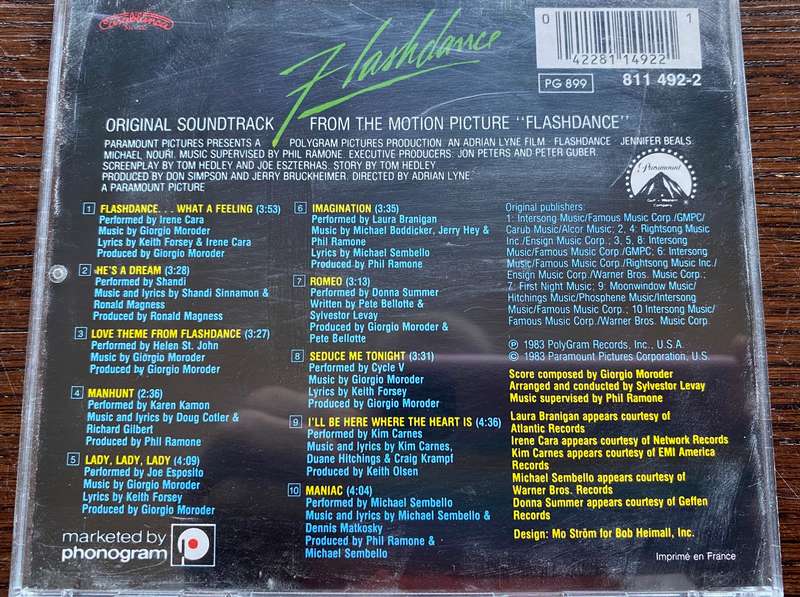 Casablanca
Flashdance
0 1
42281 14922
PG 899
811 492-2
ORIGINAL SOUNDTRACK FROM THE MOTION PICTURE "FLASHDANCE"
PARAMOUNT PICTURES PRESENTS A POLYGRAM PICTURES PRODUCTION AN ADRIAN LYNE FILM · FLASHDANCE JENNIFER BEALS
MICHAEL NOURI. MUSIC SUPERVISED BY PHIL RAMONE. EXECUTIVE PRODUCERS: JON PETERS AND PETER GUBER
SCREENPLAY BY TOM HEDLEY AND JOE ESZTERHAS. STORY BY TOM HEDLEY
PRODUCED BY DON SIMPSON AND JERRY BRUCKHEIMER. DIRECTED BY ADRIAN LYNE.
A PARAMOUNT PICTURE
Paramount
Gulf + Western
Company
1 FLASHDANCE. . . WHAT A FEELING (3:53)
Performed by Irene Cara
Music by Giorgio Moroder
Lyrics by Keith Forsey & Irene Cara
Produced by Giorgio Moroder
2 HE'S A DREAM (3:28)
Performed by Shandi
Music and lyrics by Shandi Sinnamon &
Ronald Magness
Produced by Ronald Magness
3 LOVE THEME FROM FLASHDANCE (3:27)
Performed by Helen St. John
Music by Giorgio Moroder
Produced by Giorgio Moroder
4 MANHUNT (2:36)
Performed by Karen Kamon
Music and lyrics by Doug Cotler &
Richard Gilbert
Produced by Phil Ramone
5 LADY, LADY, LADY (4:09)
Performed by Joe Esposito
Music by Giorgio Moroder
Lyrics by Keith Forsey
Produced by Giorgio Moroder
6 IMAGINATION (3:35)
Performed by Laura Branigan
Music by Michael Boddicker, Jerry Hey &
Phil Ramone
Lyrics by Michael Sembello
Produced by Phil Ramone
7 ROMEO (3:13)
Performed by Donna Summer
Written by Pete Bellotte &
Sylvestor Levay
Produced by Giorgio Moroder &
Pete Bellotte
8 SEDUCE ME TONIGHT (3:31)
Performed by Cycle V
Music by Giorgio Moroder
Lyrics by Keith Forsey
Produced by Giorgio Moroder
9 I'LL BE HERE WHERE THE HEART IS (4:36)
Performed by Kim Carnes
Music and lyrics by Kim Carnes,
Duane Hitchings & Craig Krampf
Produced by Keith Olsen
10 MANIAC (4:04)
Performed by Michael Sembello
Music and lyrics by Michael Sembello &
Dennis Matkosky
Produced by Phil Ramone &
Michael Sembello
Original publishers:
1: Intersong Music/Famous Music Corp./GMPC/
Carub Music/Alcor Music; 2, 4: Rightsong Music
Inc./Ensign Music Corp.; 3, 5, 8: Intersong
Music/Famous Music Corp./GMPC; 6: Intersong
Music/Famous Music Corp./Rightsong Music Inc./
Ensign Music Corp./Warner Bros. Music Corp.;
7: First Night Music; 9: Moonwindow Music/
Hitchings Music/Phosphene Music/Intersong
Music/Famous Music Corp.; 10 Intersong Music/
Famous Music Corp./Warner Bros. Music Corp.
℗ 1983 PolyGram Records, Inc., U.S.A.
© 1983 Paramount Pictures Corporation, U.S.
Score composed by Giorgio Moroder
Arranged and conducted by Sylvestor Levay
Music supervised by Phil Ramone
Laura Branigan appears courtesy of
Atlantic Records
Irene Cara appears courtesy of Network Records
Kim Carnes appears courtesy of EMI America
Records
Michael Sembello appears courtesy of
Warner Bros. Records
Donna Summer appears courtesy of Geffen
Records
Design: Mo Ström for Bob Heimall, Inc.
marketed by
phonogram
Imprimé en France